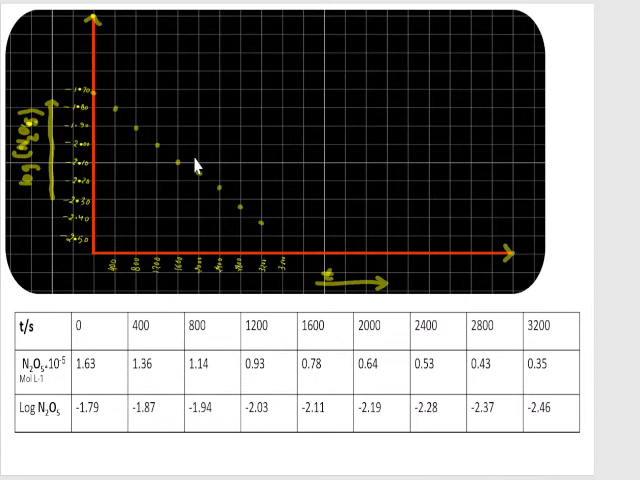 -1.70
-1.80
-1.90
-2.00
-2.10
-2.20
-2.30
-2.40
-2.50
log(N2O5)
400 800 1200 1600 2000 2400 2800 3200
t
t/s 0 400 800 1200 1600 2000 2400 2800 3200
N₂O₅×10⁻⁵ 1.63 1.36 1.14 0.93 0.78 0.64 0.53 0.43 0.35
Mol L-1
Log N₂O₅ -1.79 -1.87 -1.94 -2.03 -2.11 -2.19 -2.28 -2.37 -2.46